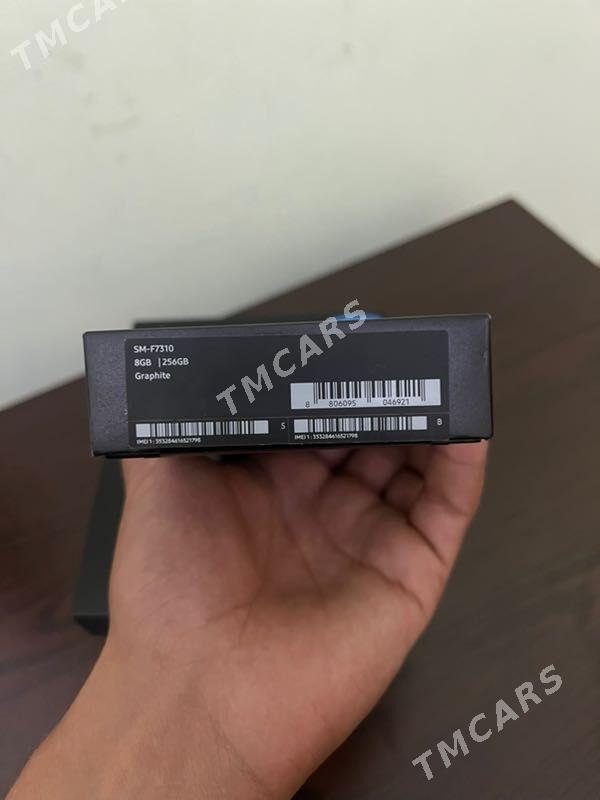 TMCARS
SM-F7310
8GB | 256GB
Graphite
TMCARS
8 806095 046921
S
B
IMEI 1 : 353284616521798
IMEI 1 : 353284616521798
TMCARS